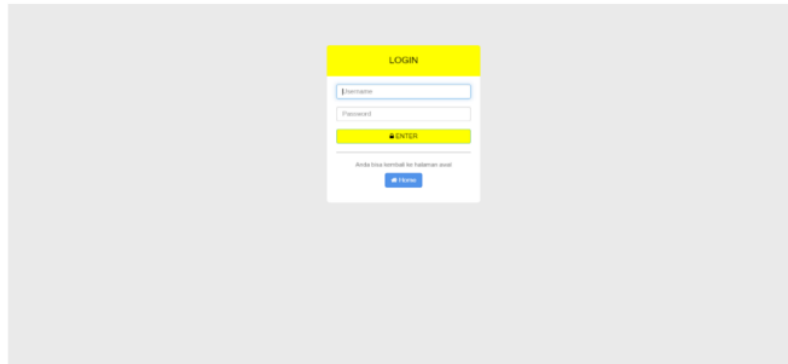 LOGIN
Username
Password
ENTER
Anda bisa kembali ke halaman awal
Home